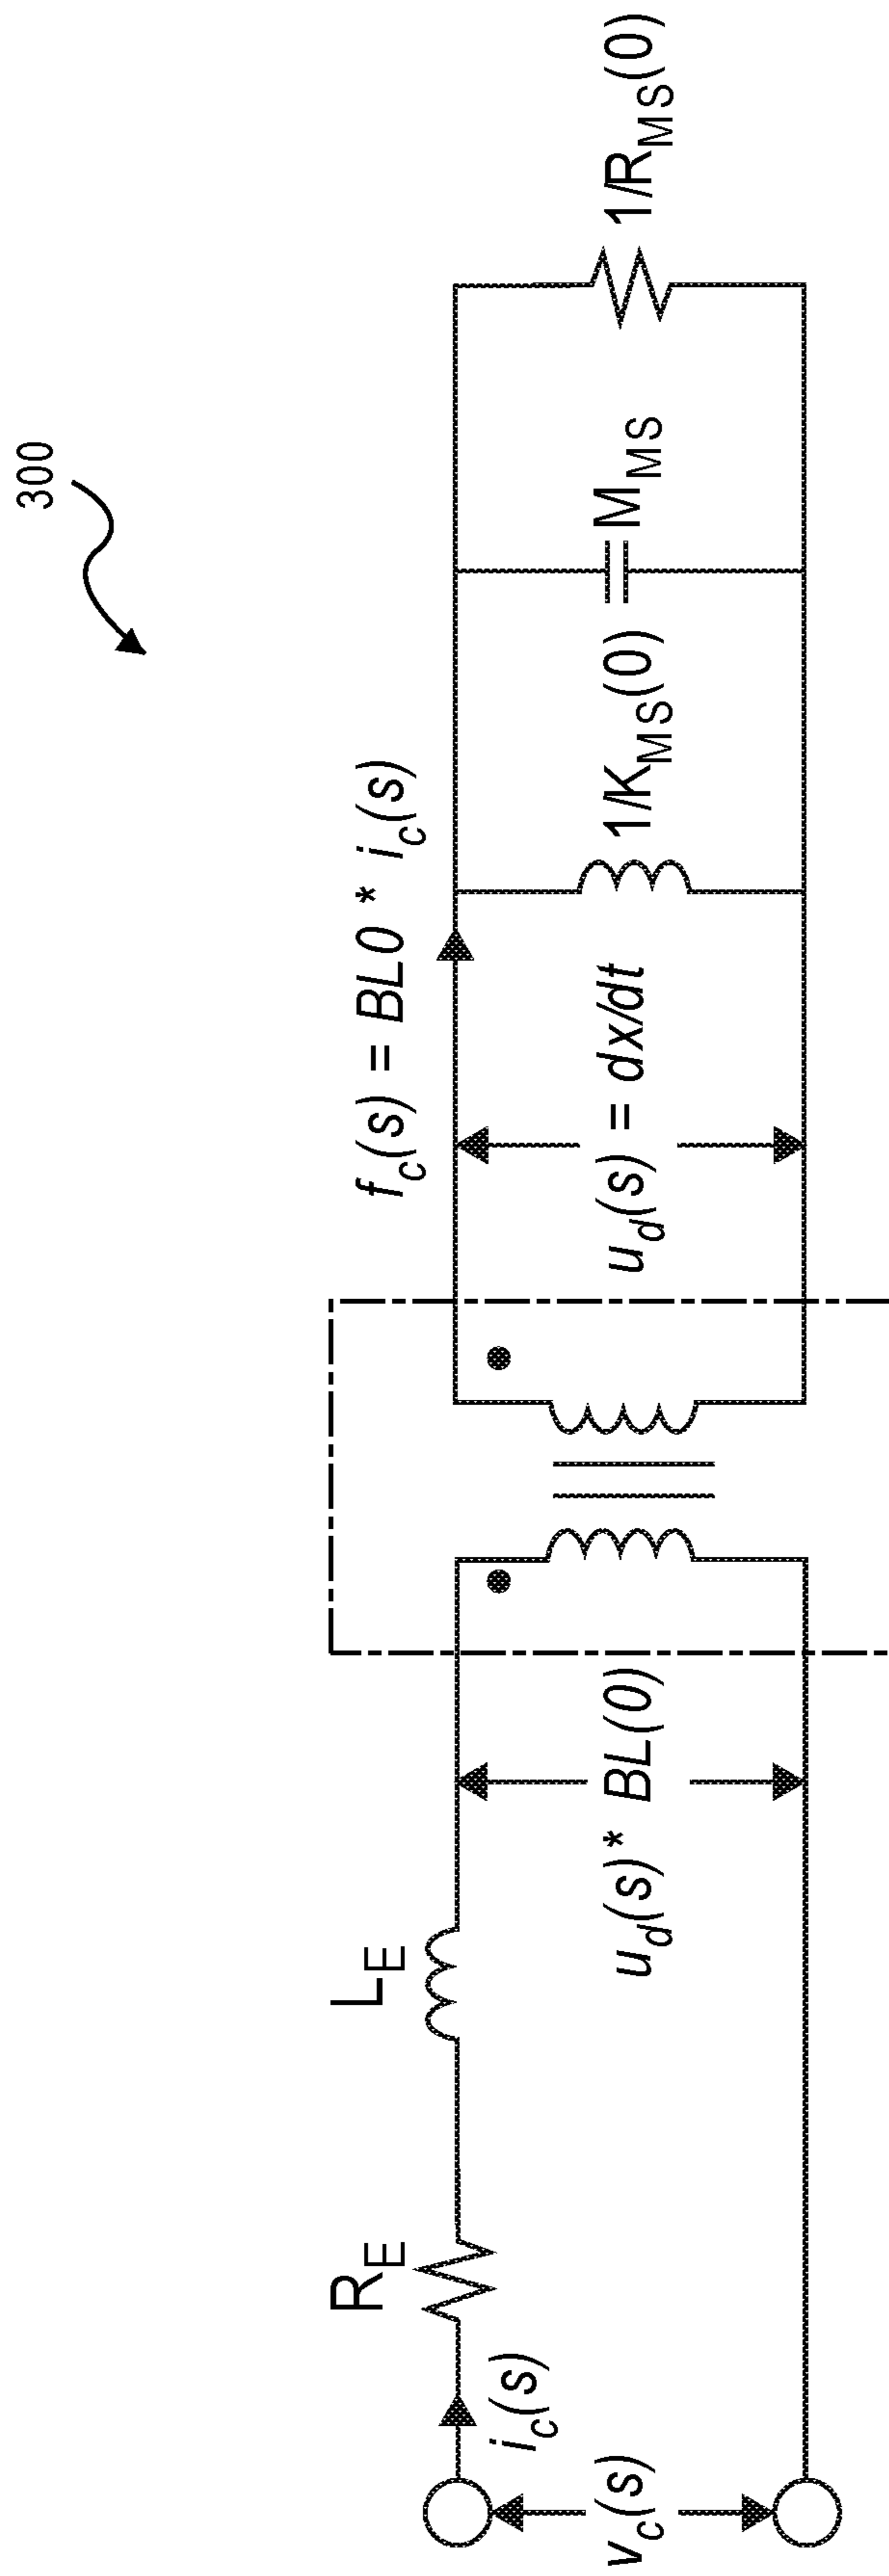 300
R_E
L_E
f_c(s) = BL0 * i_c(s)
i_c(s)
v_c(s)
u_d(s)* BL(0)
u_d(s) = dx/dt
1/K_MS(0)
M_MS
1/R_MS(0)